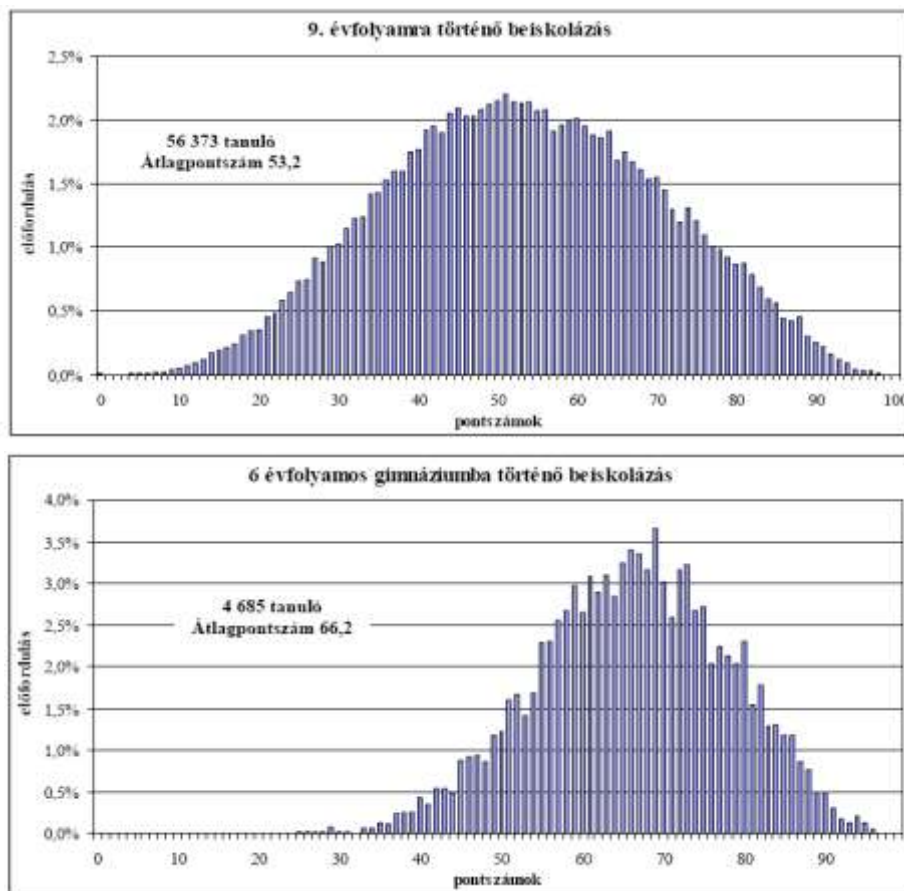 9. évfolyamra történő beiskolázás
2,5%
2,0%
1,5%
1,0%
0,5%
0,0%
előfordulás
56 373 tanuló
Átlagpontszám 53,2
0 10 20 30 40 50 60 70 80 90 100
pontszámok
6 évfolyamos gimnáziumba történő beiskolázás
4,0%
3,5%
3,0%
2,5%
2,0%
1,5%
1,0%
0,5%
0,0%
előfordulás
4 685 tanuló
Átlagpontszám 66,2
0 10 20 30 40 50 60 70 80 90
pontszámok